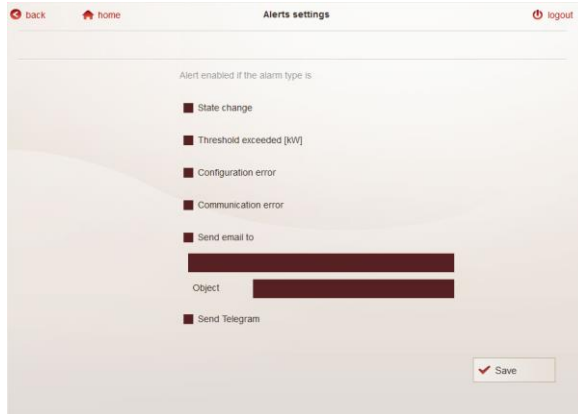 back home Alerts settings logout
Alert enabled if the alarm type is
State change
Threshold exceeded [kW]
Configuration error
Communication error
Send email to
Object
Send Telegram
Save